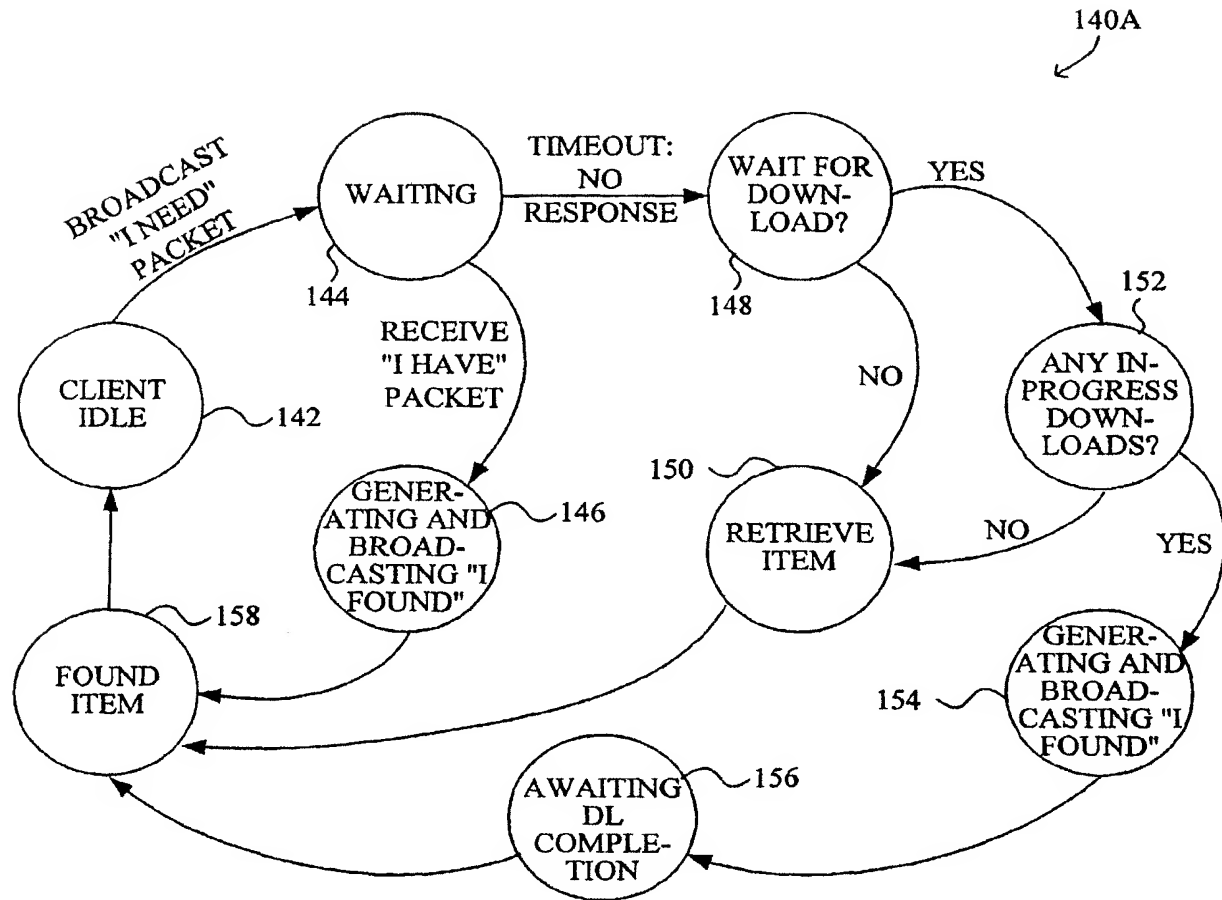 140A
BROADCAST
"I NEED"
PACKET
WAITING
144
TIMEOUT:
NO
RESPONSE
WAIT FOR
DOWN-
LOAD?
148
YES
152
ANY IN-
PROGRESS
DOWN-
LOADS?
RECEIVE
"I HAVE"
PACKET
NO
CLIENT
IDLE
142
150
RETRIEVE
ITEM
NO
YES
GENER-
ATING AND
BROAD-
CASTING "I
FOUND"
146
158
FOUND
ITEM
GENER-
ATING AND
BROAD-
CASTING "I
FOUND"
154
AWAITING
DL
COMPLE-
TION
156